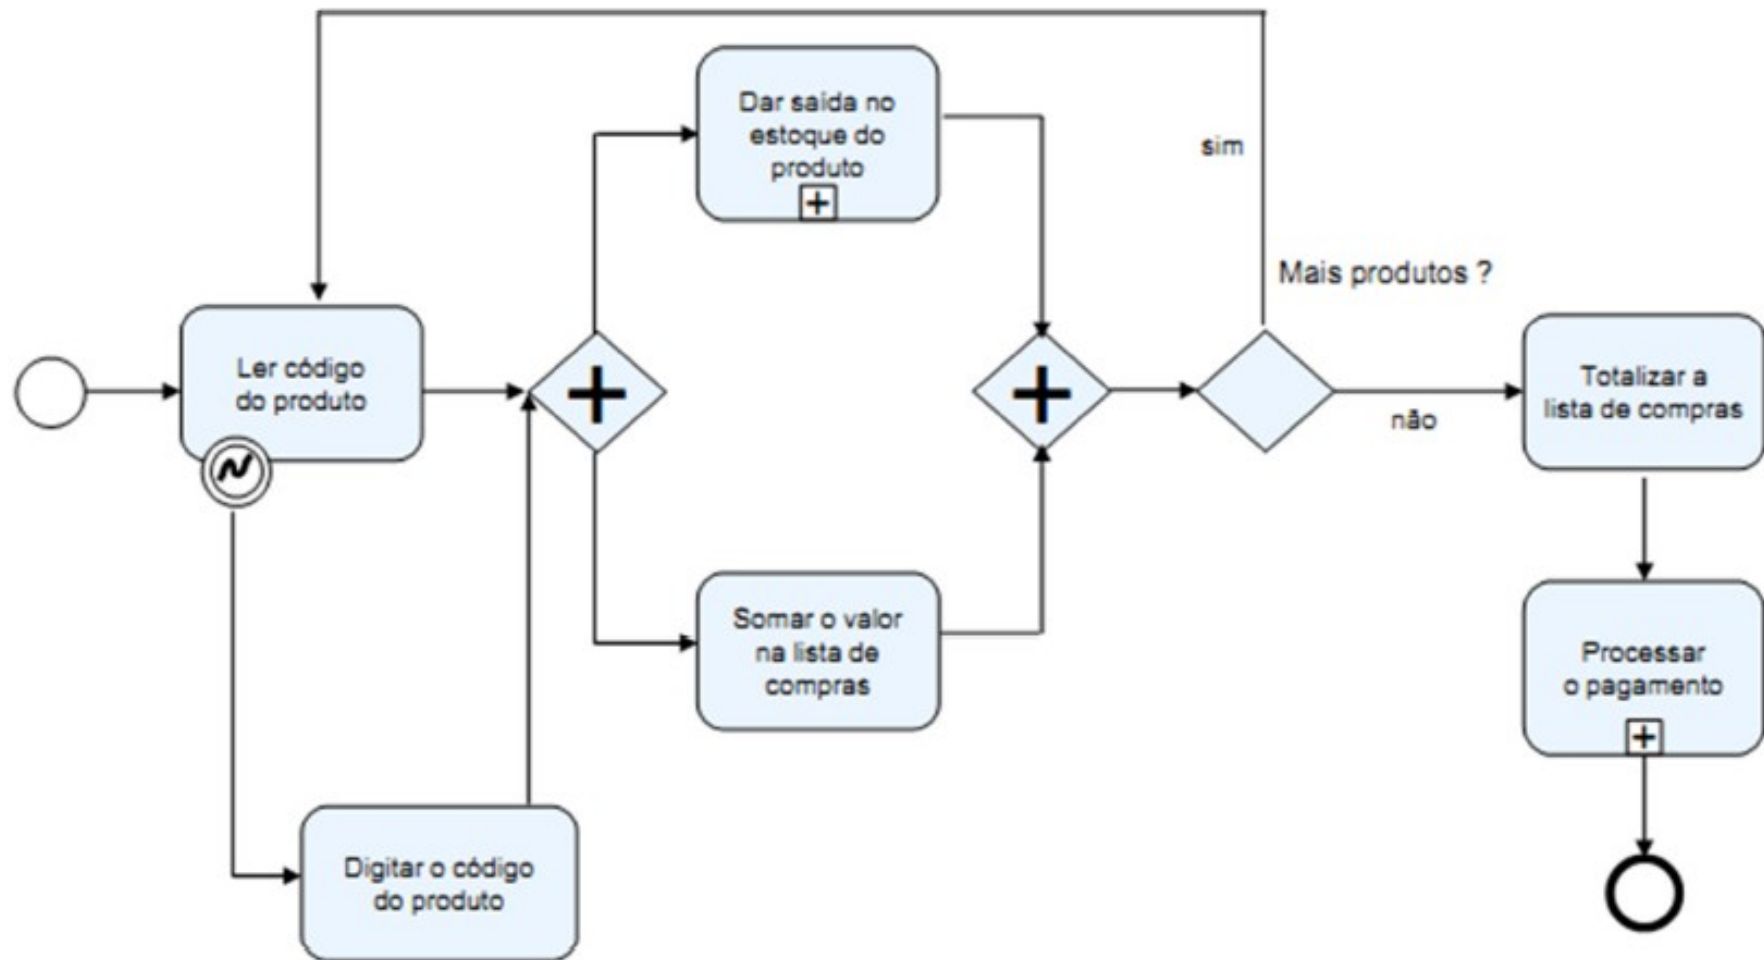 Dar saída no
estoque do
produto
sim
Mais produtos ?
Ler código
do produto
Totalizar a
lista de compras
não
Somar o valor
na lista de
compras
Processar
o pagamento
Digitar o código
do produto